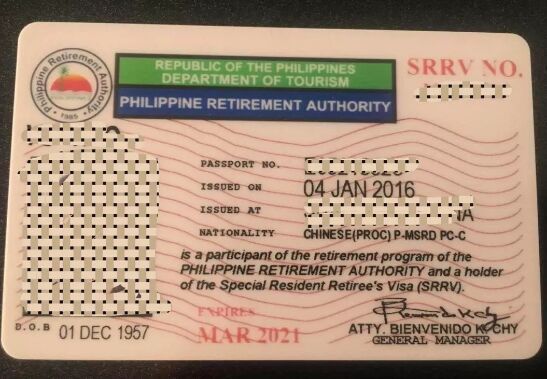 Philippine Retirement Authority
· 1985 ·
REPUBLIC OF THE PHILIPPINES
DEPARTMENT OF TOURISM
PHILIPPINE RETIREMENT AUTHORITY
SRRV NO.
PASSPORT NO.
ISSUED ON 04 JAN 2016
ISSUED AT
NATIONALITY CHINESE(PROC) P-MSRD PC-C
is a participant of the retirement program of the
PHILIPPINE RETIREMENT AUTHORITY and a holder
of the Special Resident Retiree's Visa (SRRV).
EXPIRES
MAR 2021
D.O.B 01 DEC 1957
ATTY. BIENVENIDO K. CHY
GENERAL MANAGER